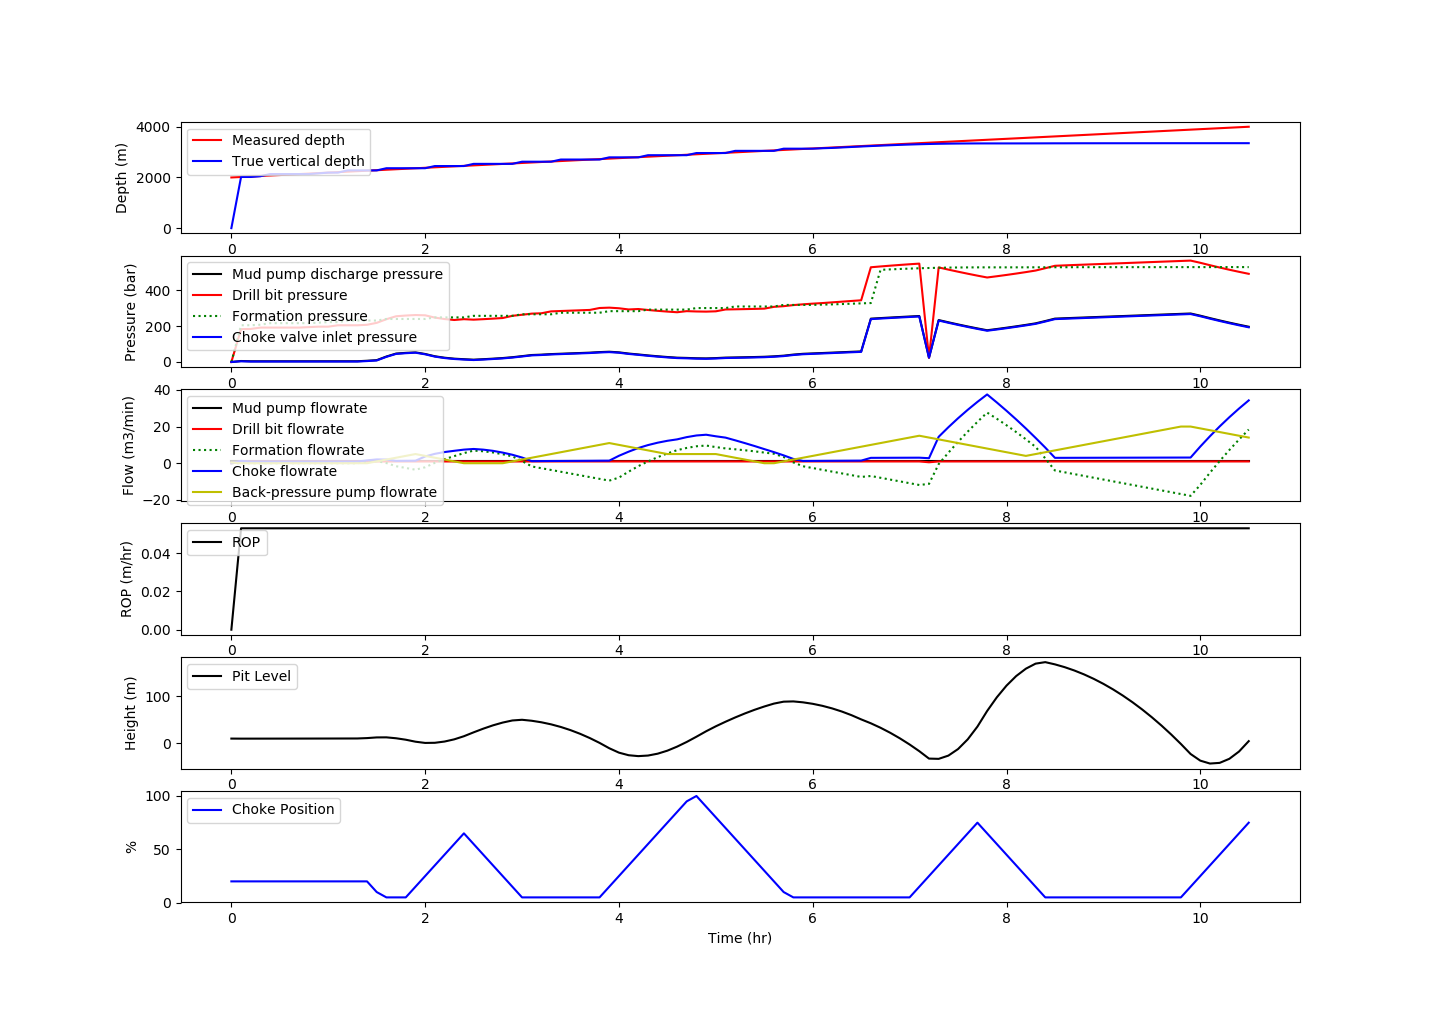 4000
2000
0
Depth (m)
Measured depth
True vertical depth
0 2 4 6 8 10
400
200
0
Pressure (bar)
Mud pump discharge pressure
Drill bit pressure
Formation pressure
Choke valve inlet pressure
0 2 4 6 8 10
40
20
0
−20
Flow (m3/min)
Mud pump flowrate
Drill bit flowrate
Formation flowrate
Choke flowrate
Back-pressure pump flowrate
0 2 4 6 8 10
0.04
0.02
0.00
ROP (m/hr)
ROP
0 2 4 6 8 10
100
0
Height (m)
Pit Level
0 2 4 6 8 10
100
50
0
%
Choke Position
0 2 4 6 8 10
Time (hr)